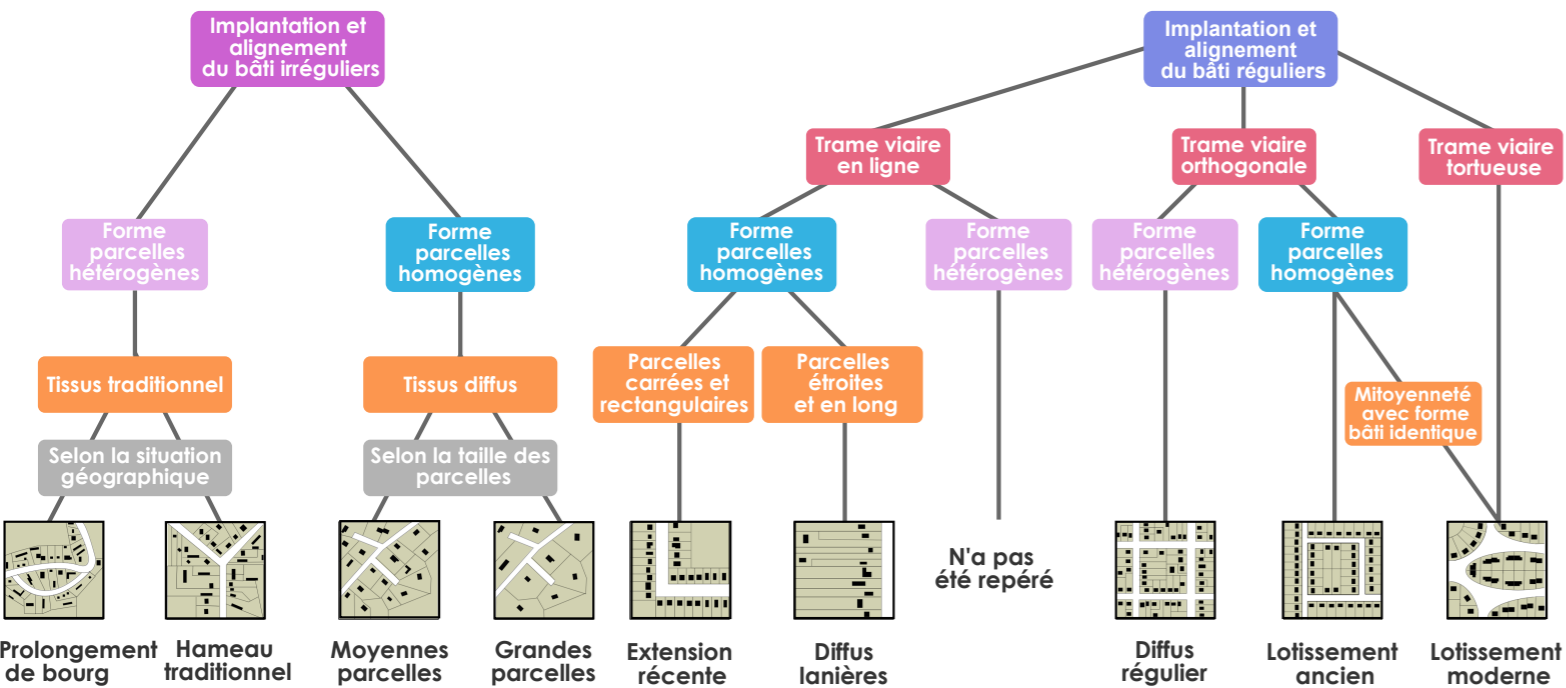 Implantation et
alignement
du bâti irréguliers
Implantation et
alignement
du bâti réguliers
Trame viaire
en ligne
Trame viaire
orthogonale
Trame viaire
tortueuse
Forme
parcelles
hétérogènes
Forme
parcelles
homogènes
Forme
parcelles
homogènes
Forme
parcelles
hétérogènes
Forme
parcelles
hétérogènes
Forme
parcelles
homogènes
Tissus traditionnel
Tissus diffus
Parcelles
carrées et
rectangulaires
Parcelles
étroites
et en long
Mitoyenneté
avec forme
bâti identique
Selon la situation
géographique
Selon la taille des
parcelles
N'a pas
été repéré
Prolongement
de bourg
Hameau
traditionnel
Moyennes
parcelles
Grandes
parcelles
Extension
récente
Diffus
lanières
Diffus
régulier
Lotissement
ancien
Lotissement
moderne